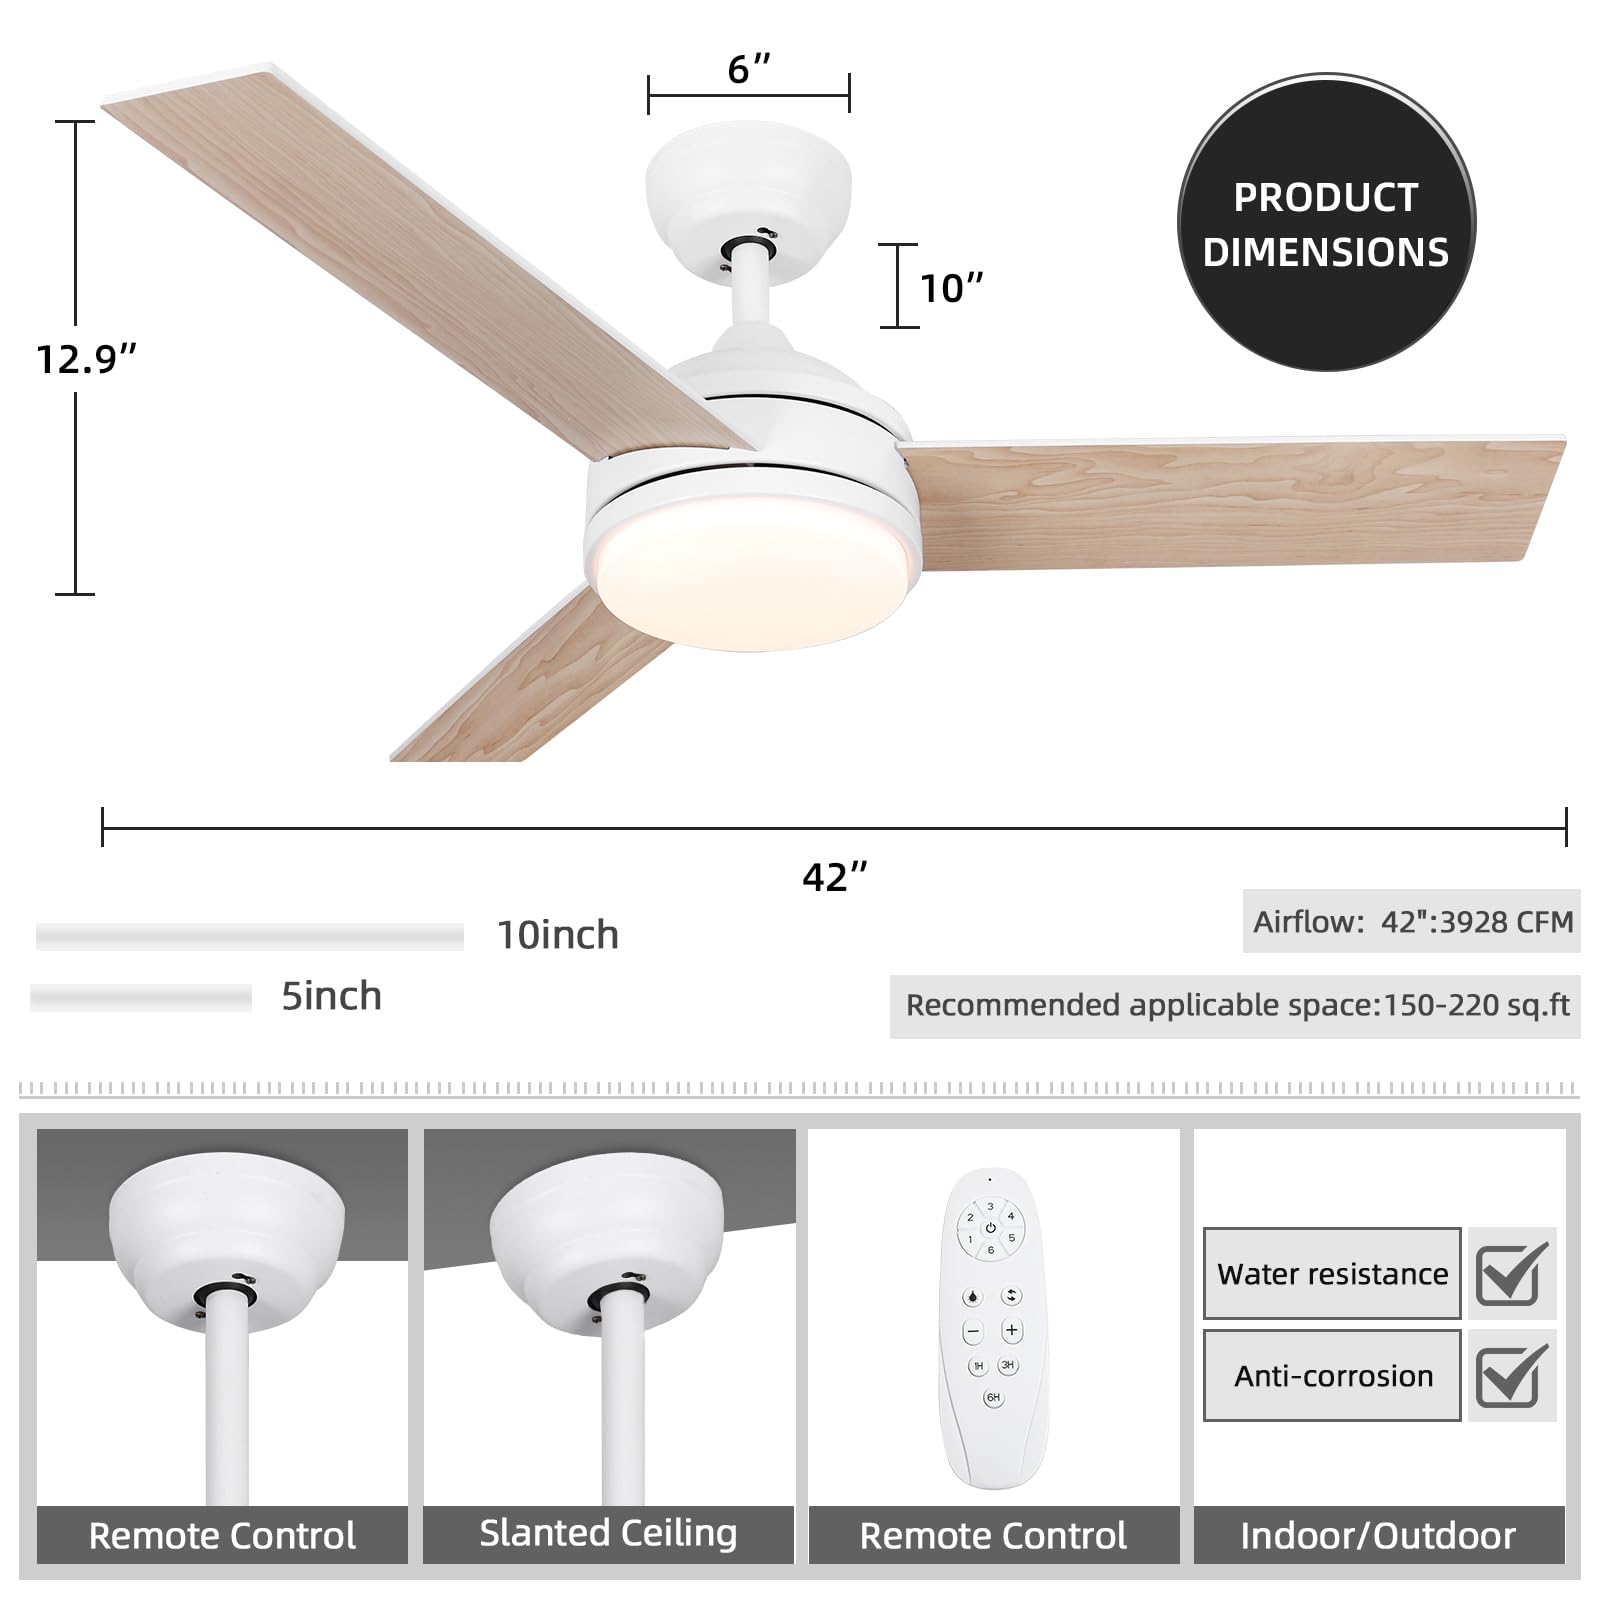 6”
PRODUCT
DIMENSIONS
10”
12.9”
42”
10inch
Airflow: 42":3928 CFM
5inch
Recommended applicable space:150-220 sq.ft
3
2 4
1 5
6
− +
1H 3H
6H
Water resistance
Anti-corrosion
Remote Control
Slanted Ceiling
Remote Control
Indoor/Outdoor